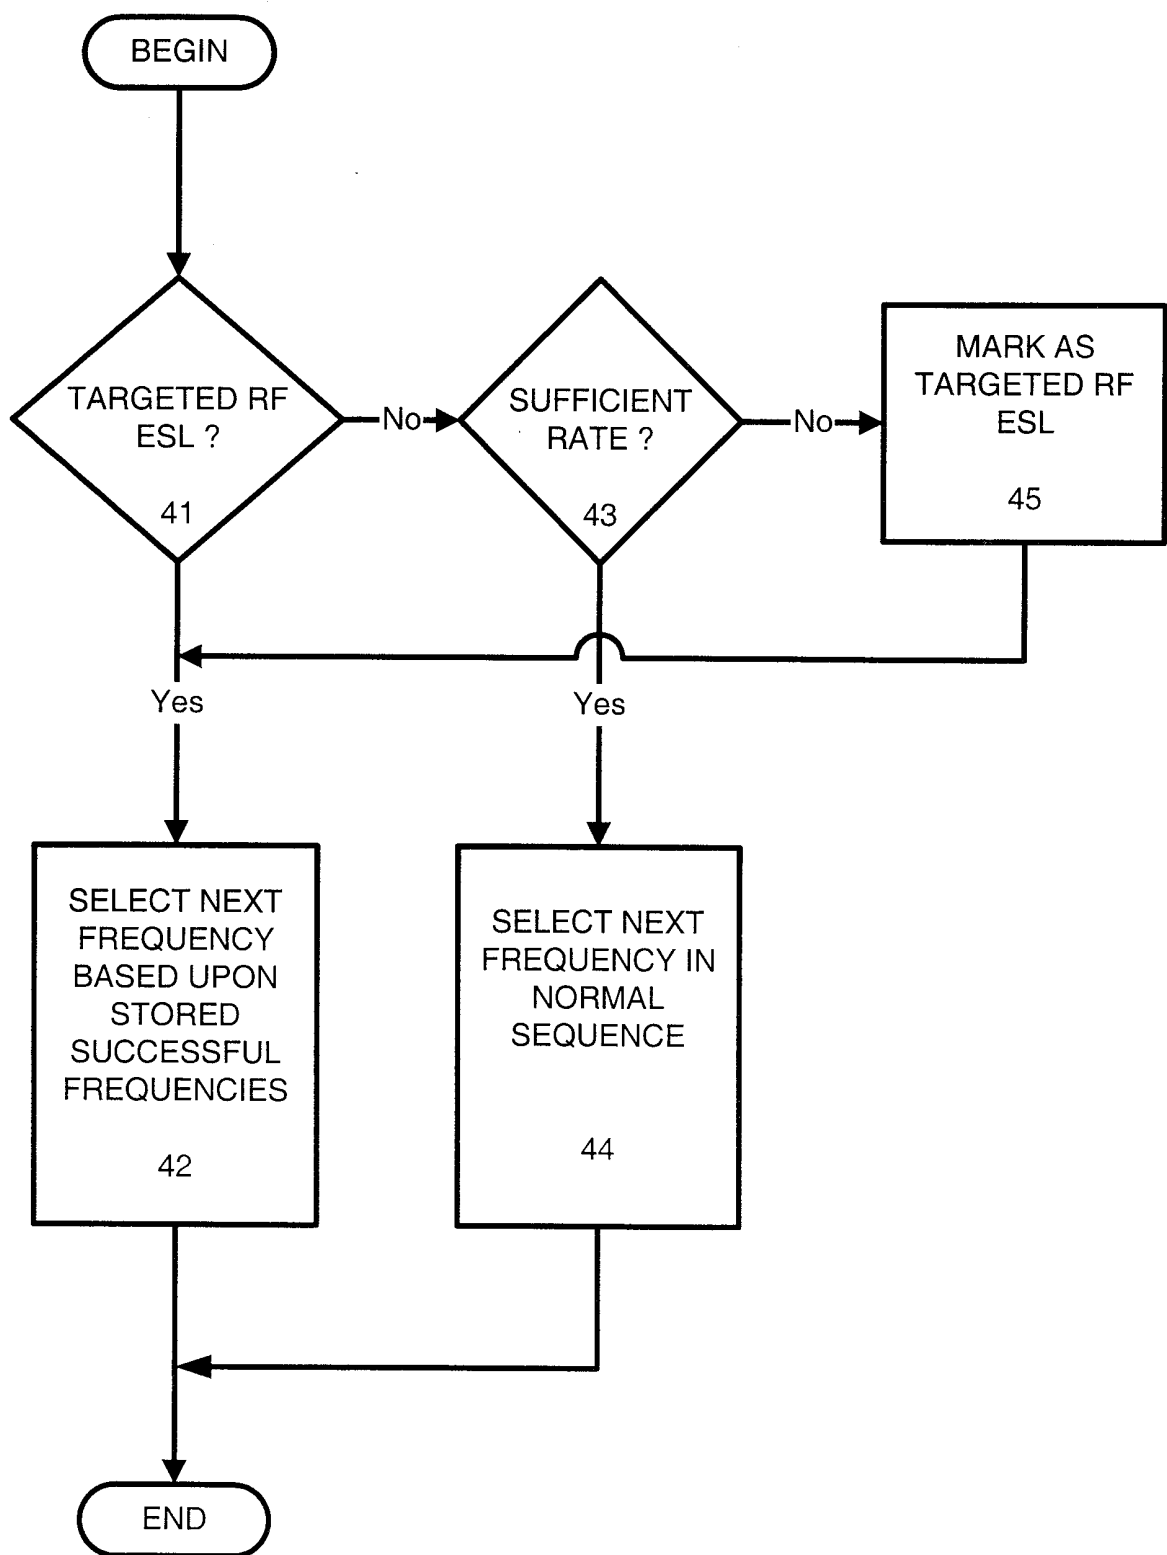 BEGIN
TARGETED RF
ESL ?
41
No
SUFFICIENT
RATE ?
43
No
MARK AS
TARGETED RF
ESL
45
Yes
Yes
SELECT NEXT
FREQUENCY
BASED UPON
STORED
SUCCESSFUL
FREQUENCIES
42
SELECT NEXT
FREQUENCY IN
NORMAL
SEQUENCE
44
END